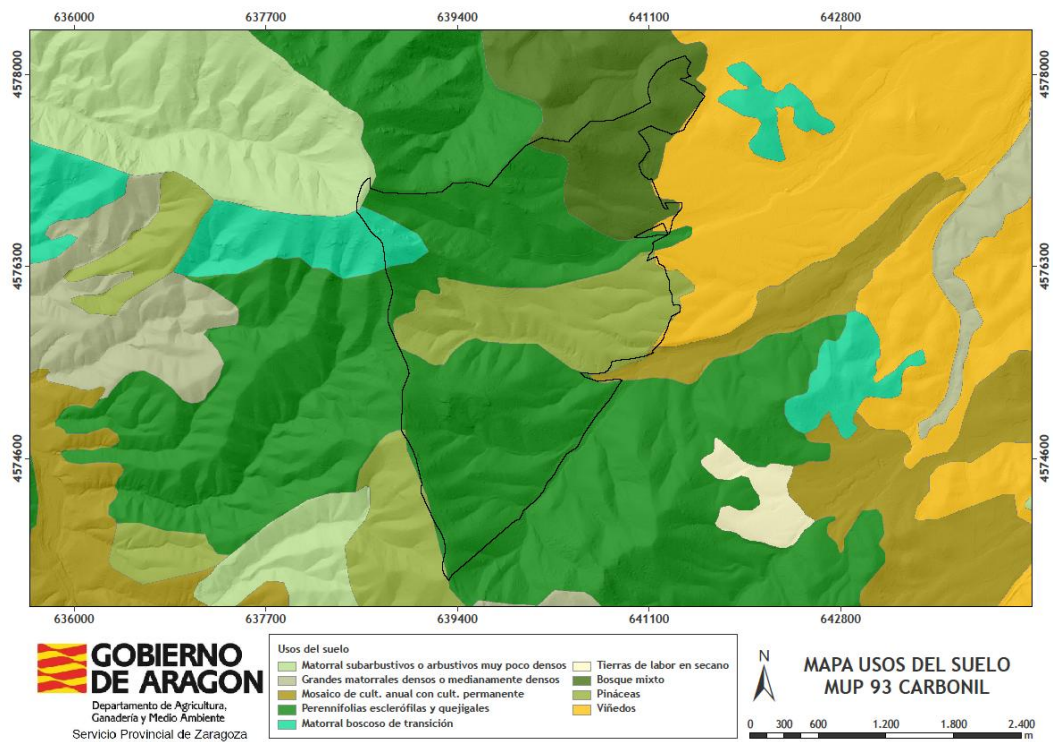 636000 637700 639400 641100 642800
4578000 4578000
4576300 4576300
4574600 4574600
636000 637700 639400 641100 642800
GOBIERNO
DE ARAGON
Departamento de Agricultura,
Ganadería y Medio Ambiente
Servicio Provincial de Zaragoza
Usos del suelo
Matorral subarbustivos o arbustivos muy poco densos
Grandes matorrales densos o medianamente densos
Mosaico de cult. anual con cult. permanente
Perennifolias esclerófilas y quejigales
Matorral boscoso de transición
Tierras de labor en secano
Bosque mixto
Pináceas
Viñedos
N
MAPA USOS DEL SUELO
MUP 93 CARBONIL
0 300 600 1.200 1.800 2.400
m